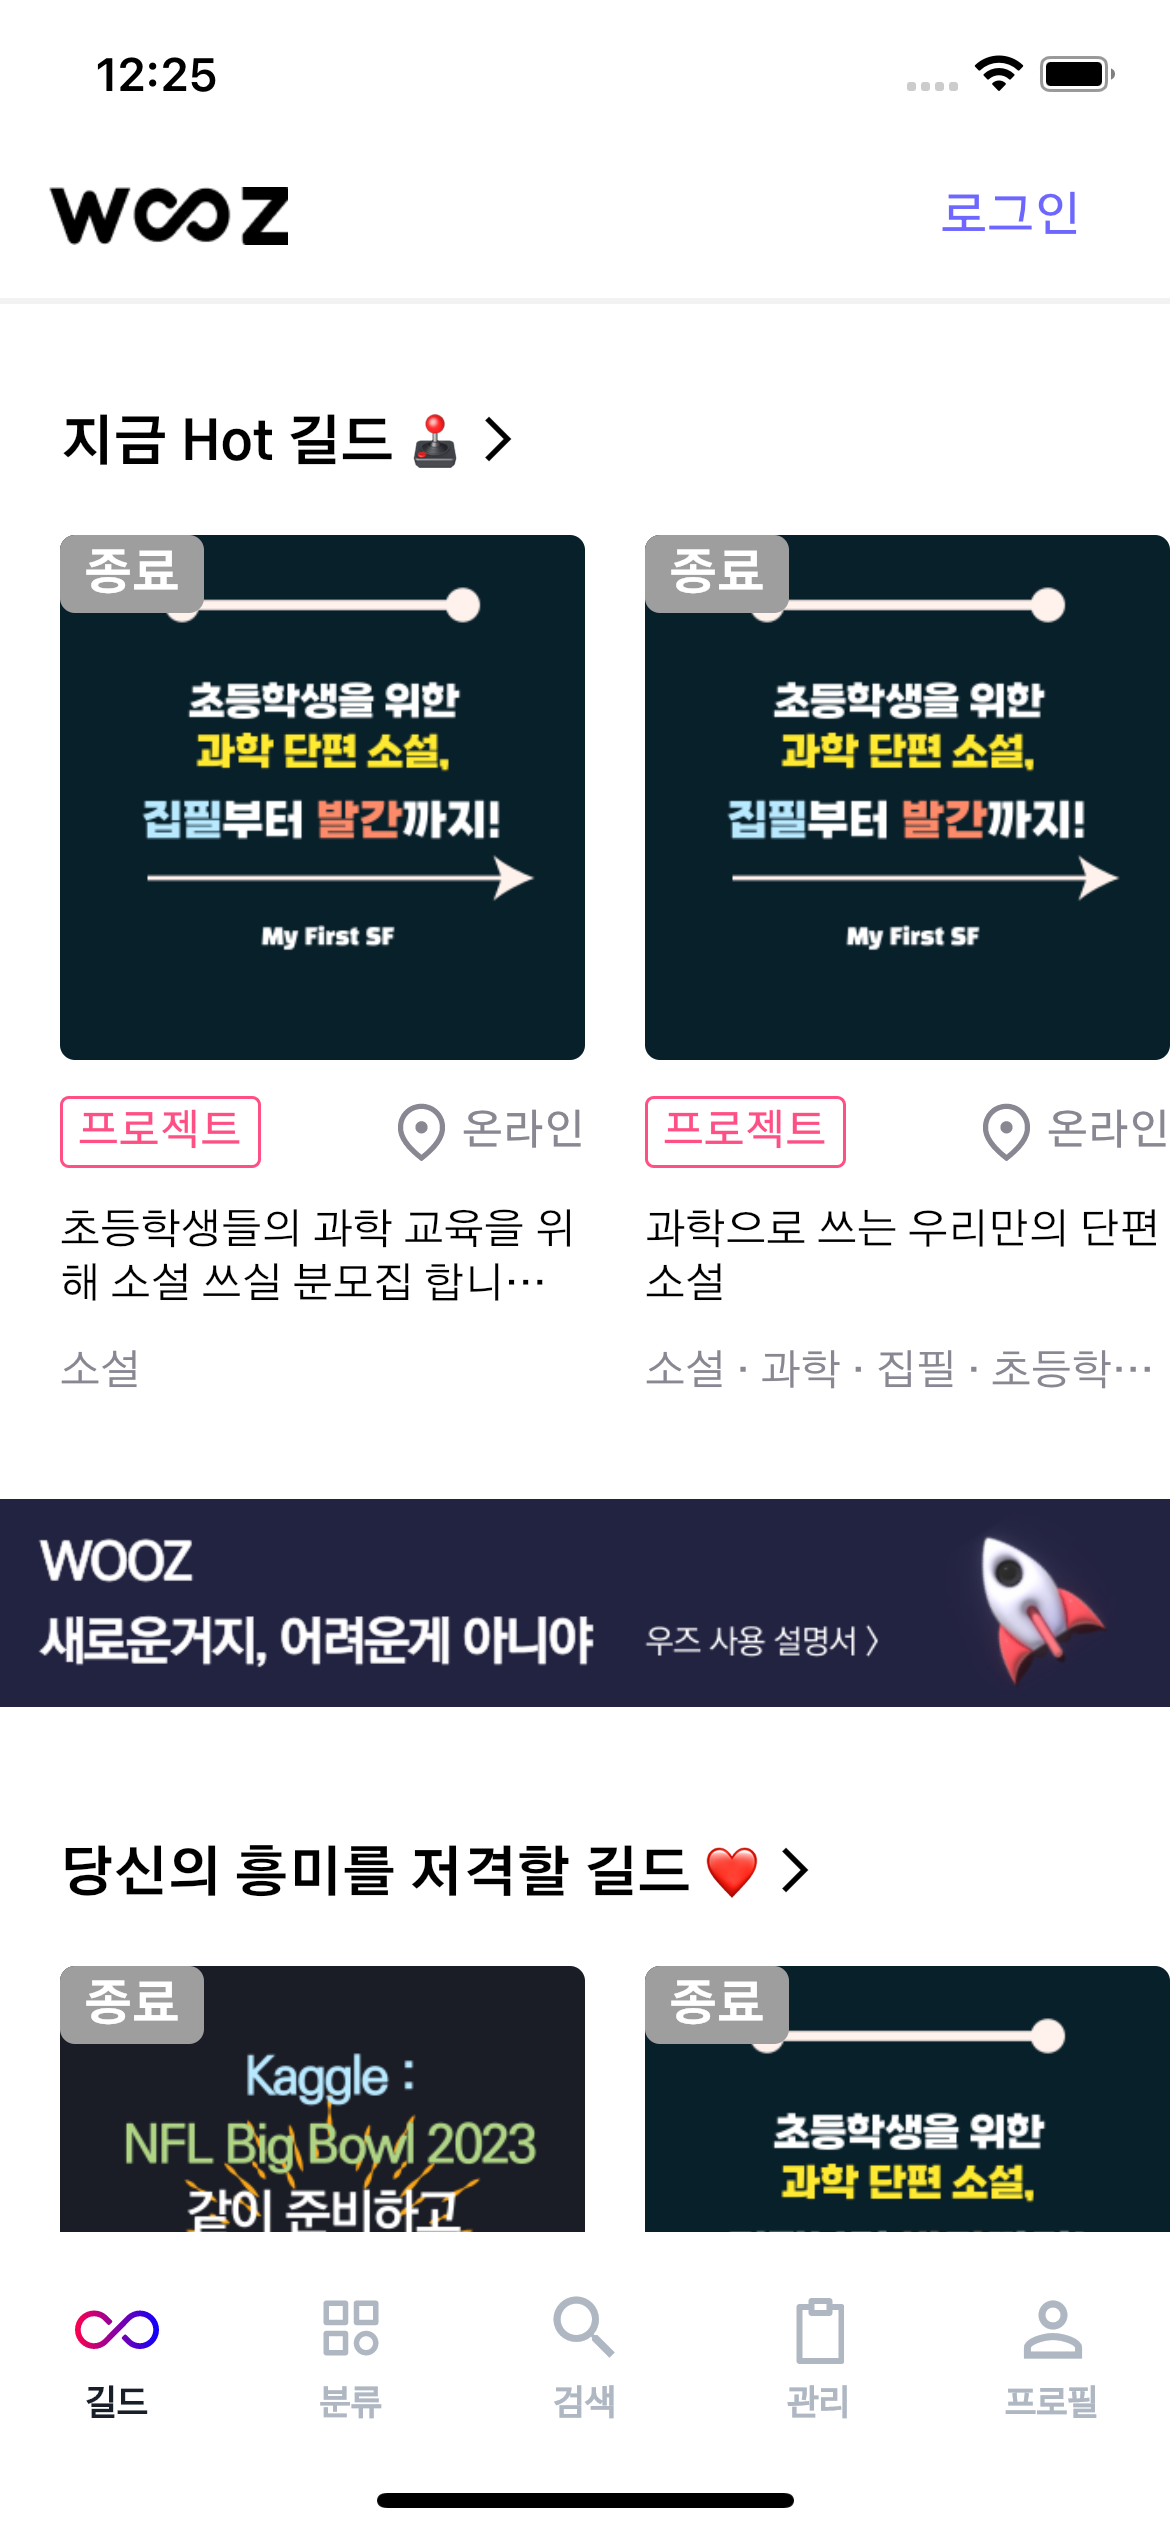 12:25
WOOZ
로그인
지금 Hot 길드
종료
초등학생을 위한
과학 단편 소설,
집필부터 발간까지!
My First SF
종료
초등학생을 위한
과학 단편 소설,
집필부터 발간까지!
My First SF
프로젝트
온라인
초등학생들의 과학 교육을 위
해 소설 쓰실 분모집 합니…
소설
프로젝트
온라인
과학으로 쓰는 우리만의 단편
소설
소설 · 과학 · 집필 · 초등학…
WOOZ
새로운거지, 어려운게 아니야
우즈 사용 설명서 〉
당신의 흥미를 저격할 길드
종료
Kaggle :
NFL Big Bowl 2023
같이 준비하고
종료
초등학생을 위한
과학 단편 소설,
길드
분류
검색
관리
프로필